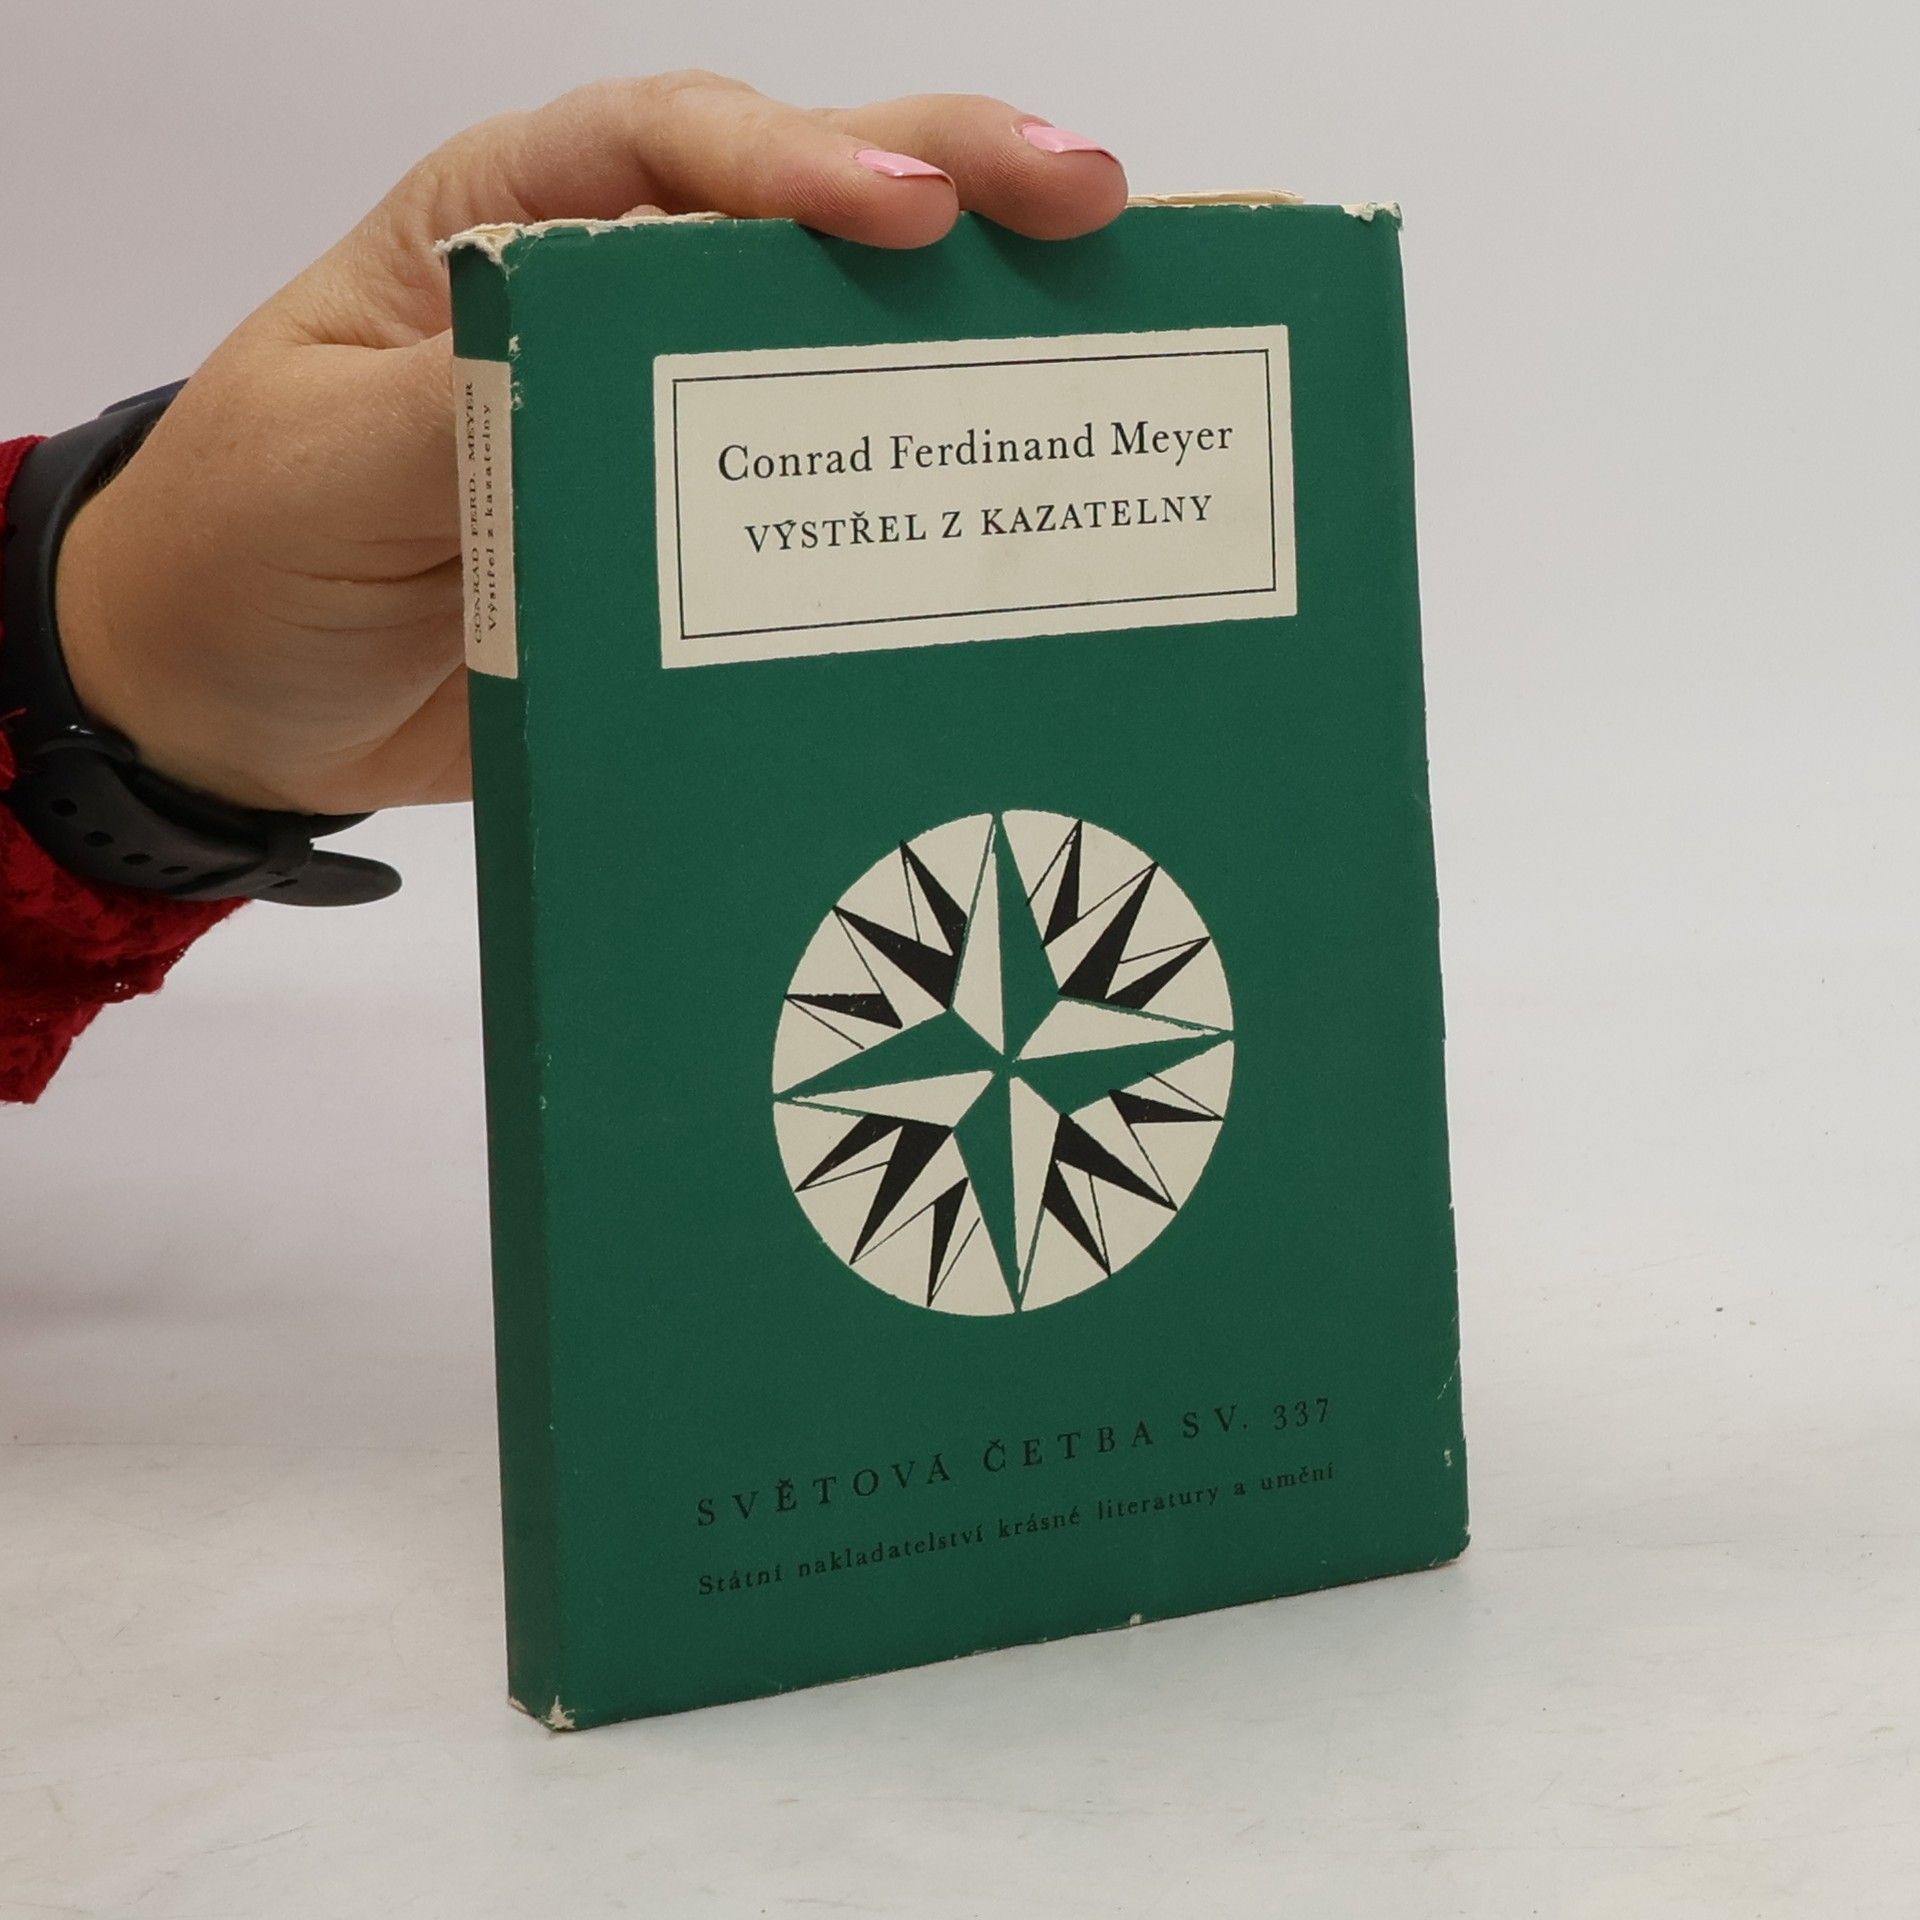 CONRAD FERD. MEYER
Výstřel z kazatelny
Conrad Ferdinand Meyer
VÝSTŘEL Z KAZATELNY
SVĚTOVÁ ČETBA SV. 337
Státní nakladatelství krásné literatury a umění